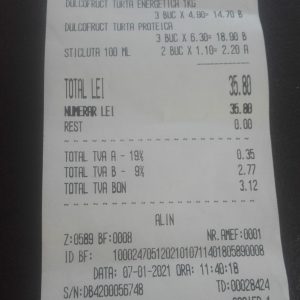 DULCOFRUCT TURTA ENERGETICA 1KG
3 BUC X 4.90= 14.70 B
DULCOFRUCT TURTA PROTEICA
3 BUC X 6.30= 18.90 B
STICLUTA 100 ML 2 BUC X 1.10= 2.20 A
TOTAL LEI 35.80
NUMERAR LEI 35.80
REST 0.00
TOTAL TVA A - 19% 0.35
TOTAL TVA B - 9% 2.77
TOTAL TVA BON 3.12
ALIN
Z:0589 BF:0008 NR.AMEF:0001
ID BF: 10002470512021010711401805890008
DATA: 07-01-2021 ORA: 11:40:18
S/N:DB4200056748 TD:00028424